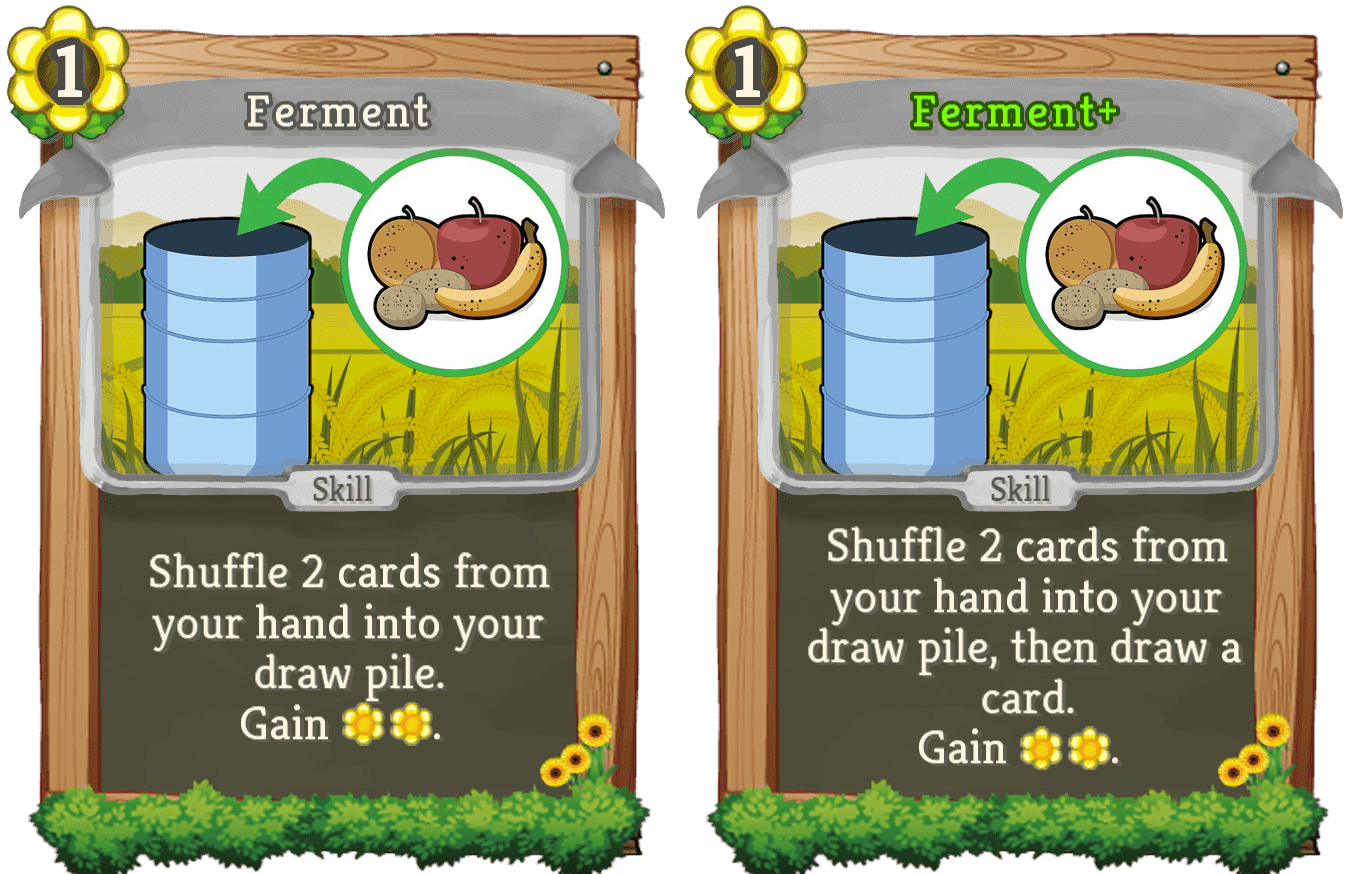 1
Ferment
Skill
Shuffle 2 cards from
your hand into your
draw pile.
Gain .
1
Ferment+
Skill
Shuffle 2 cards from
your hand into your
draw pile, then draw a
card.
Gain .